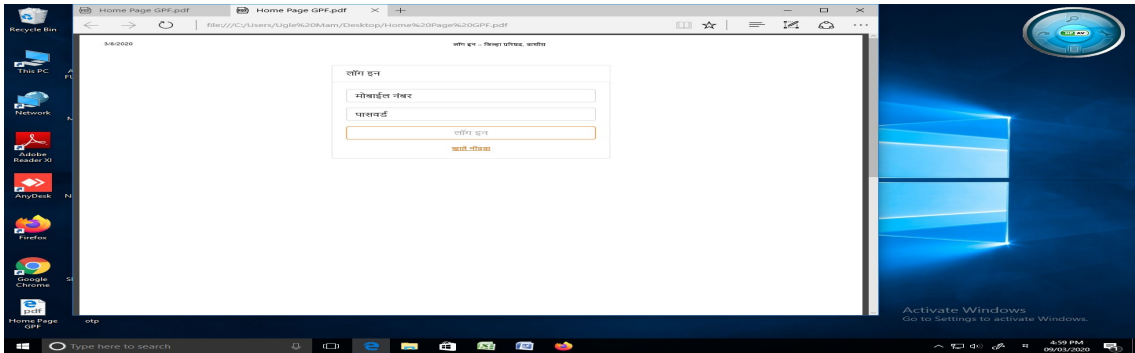 Home Page GPF.pdf
Home Page GPF.pdf
file:///C:/Users/Ugle%20Mam/Desktop/Home%20Page%20GPF.pdf
3/8/2020
लॉग इन - जिल्हा परिषद, वाशीम
लॉग इन
मोबाईल नंबर
पासवर्ड
लॉग इन
खाते नोंदवा
Recycle Bin
This PC
Network
Adobe
Reader XI
AnyDesk
Firefox
Google
Chrome
pdf
Home Page
GPF
otp
Activate Windows
Go to Settings to activate Windows.
Type here to search
4:59 PM
09/03/2020